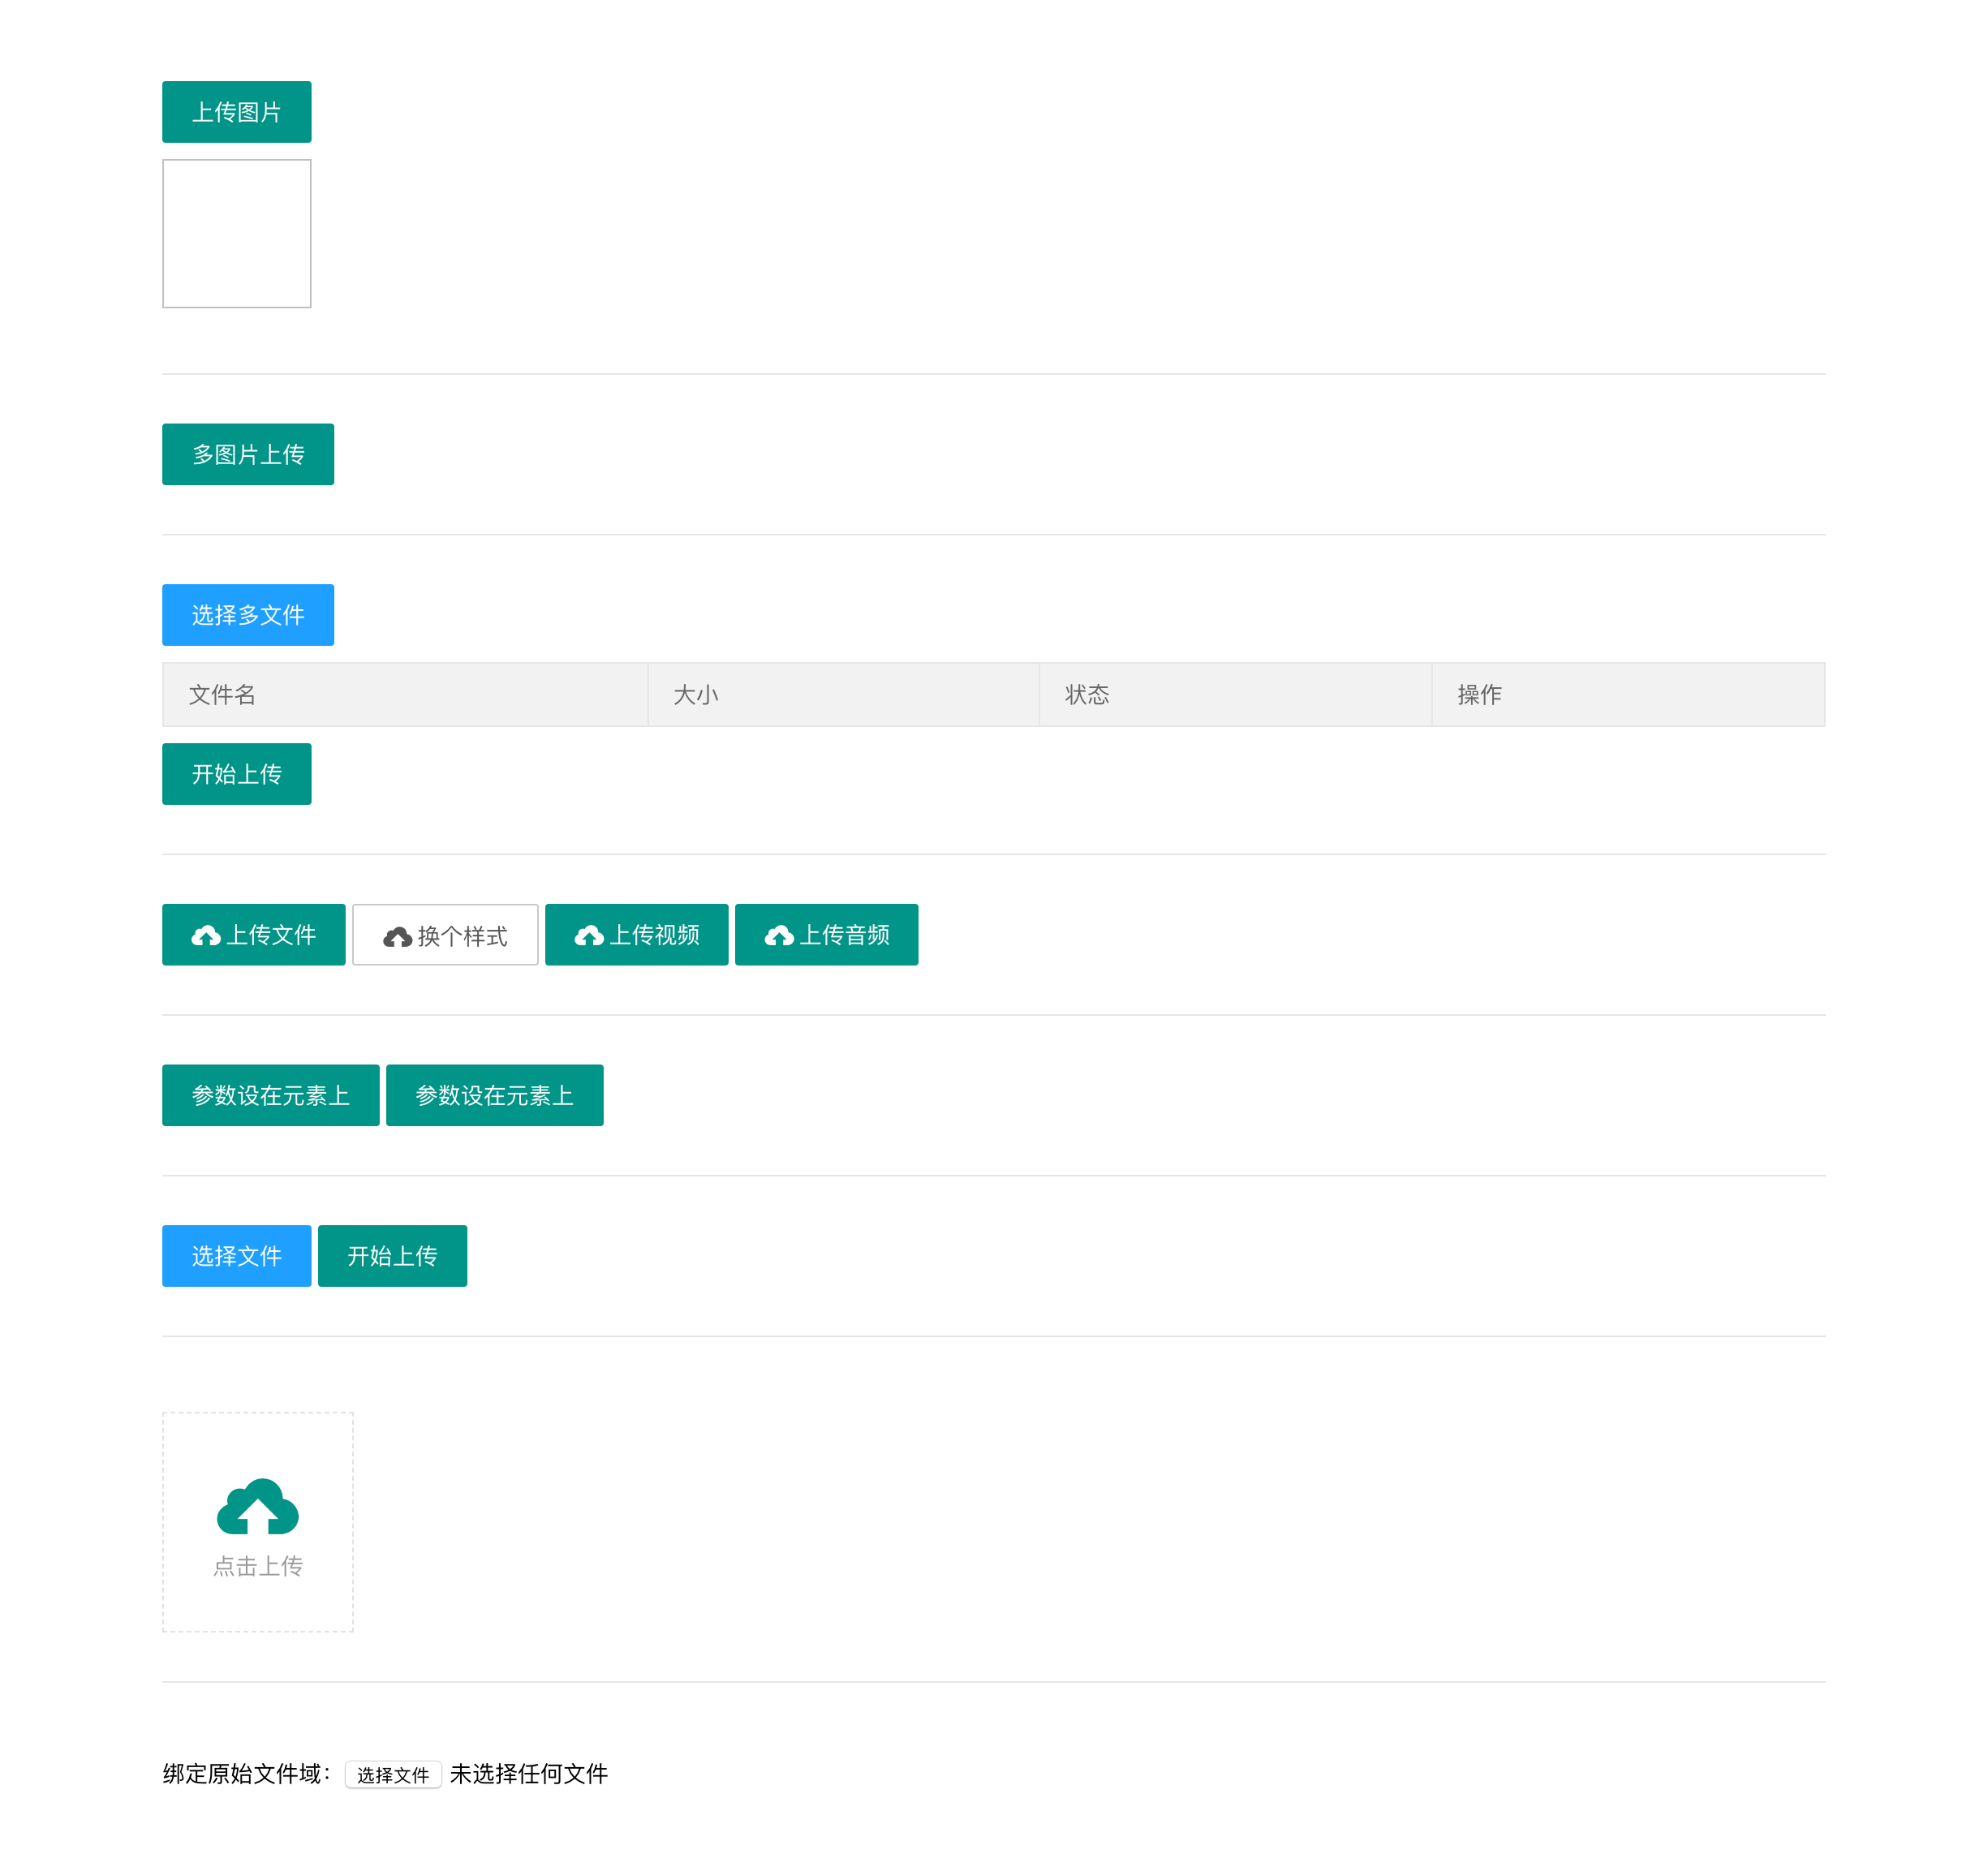 上传图片
多图片上传
选择多文件
文件名 大小 状态 操作
开始上传
上传文件 换个样式 上传视频 上传音频
参数设在元素上 参数设在元素上
选择文件 开始上传
点击上传
绑定原始文件域： 选择文件 未选择任何文件